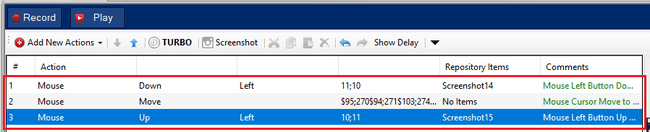 Record Play
Add New Actions TURBO Screenshot Show Delay
# Action Repository Items Comments
1 Mouse Down Left 11;10 Screenshot14 Mouse Left Button Do...
2 Mouse Move $95;270$94;271$103;274... No Items Mouse Cursor Move to ...
3 Mouse Up Left 10;11 Screenshot15 Mouse Left Button Up ...